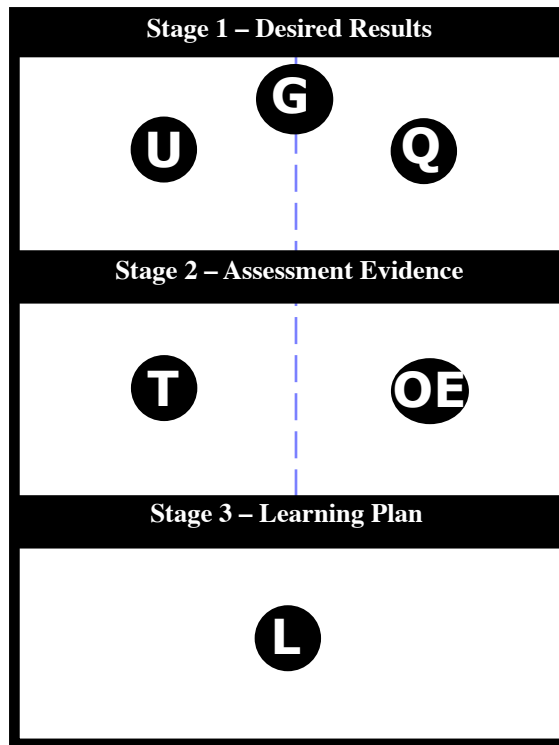 Stage 1 – Desired Results
G
U
Q
Stage 2 – Assessment Evidence
T
OE
Stage 3 – Learning Plan
L